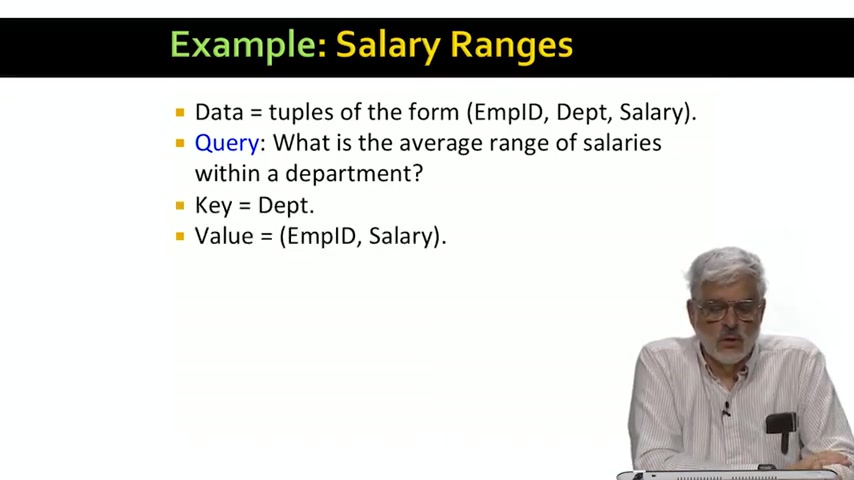 Example: Salary Ranges
Data = tuples of the form (EmpID, Dept, Salary).
Query: What is the average range of salaries
within a department?
Key = Dept.
Value = (EmpID, Salary).